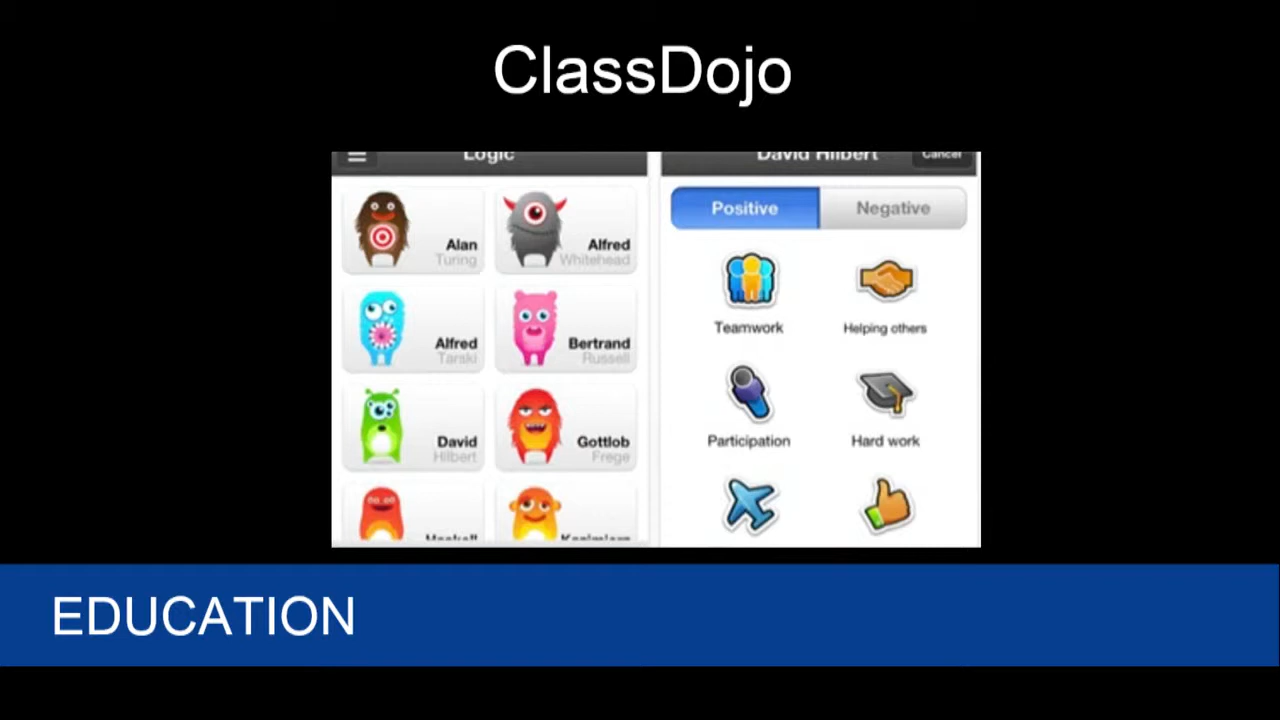 ClassDojo
Logic
David Hilbert
Cancel
Positive
Negative
Alan
Turing
Alfred
Whitehead
Alfred
Tarski
Bertrand
Russell
David
Hilbert
Gottlob
Frege
Teamwork
Helping others
Participation
Hard work
EDUCATION